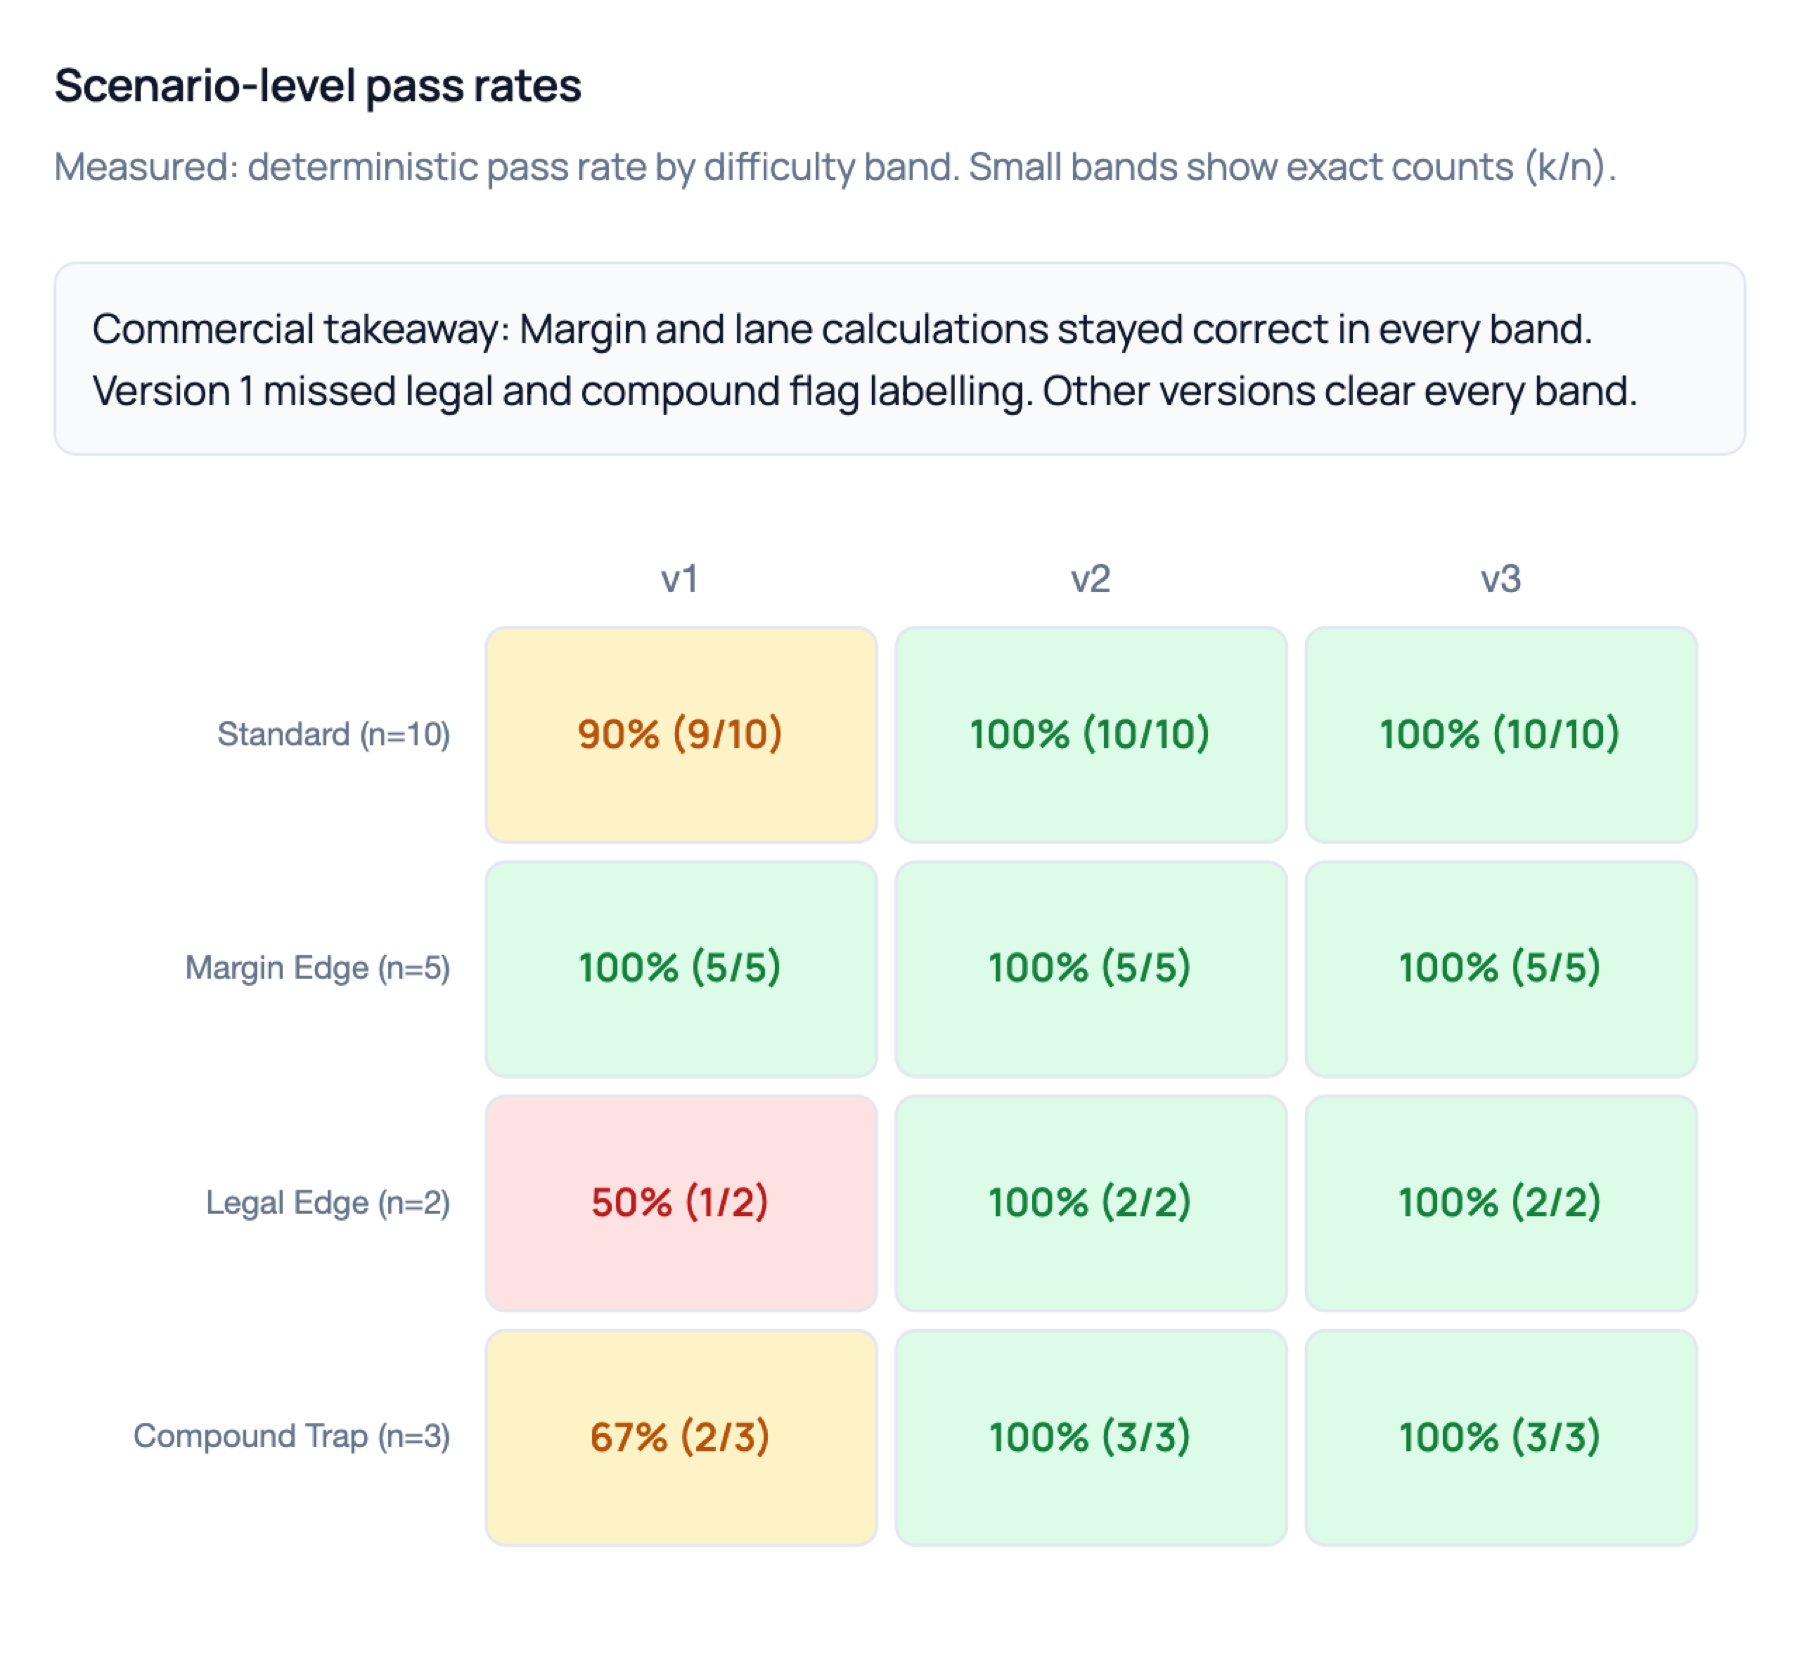 Scenario-level pass rates
Measured: deterministic pass rate by difficulty band. Small bands show exact counts (k/n).
Commercial takeaway: Margin and lane calculations stayed correct in every band.
Version 1 missed legal and compound flag labelling. Other versions clear every band.
v1 v2 v3
Standard (n=10) 90% (9/10) 100% (10/10) 100% (10/10)
Margin Edge (n=5) 100% (5/5) 100% (5/5) 100% (5/5)
Legal Edge (n=2) 50% (1/2) 100% (2/2) 100% (2/2)
Compound Trap (n=3) 67% (2/3) 100% (3/3) 100% (3/3)